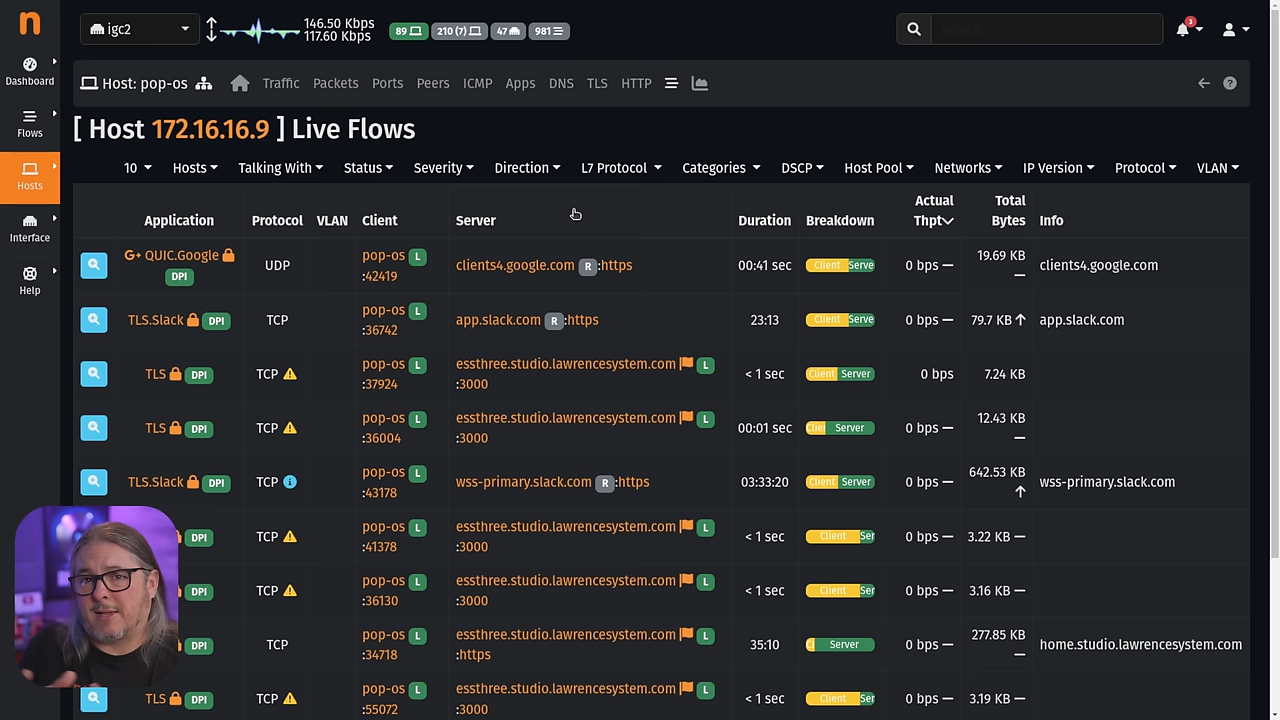 n
igc2
146.50 Kbps
117.60 Kbps
89
210 (7)
47
981
3
Dashboard
Flows
Hosts
Interface
Help
Host: pop-os
Traffic Packets Ports Peers ICMP Apps DNS TLS HTTP
[ Host 172.16.16.9 ] Live Flows
10 Hosts Talking With Status Severity Direction L7 Protocol Categories DSCP Host Pool Networks IP Version Protocol VLAN
Application Protocol VLAN Client Server Duration Breakdown Actual Thpt Total Bytes Info
G+ QUIC.Google DPI UDP pop-os L :42419 clients4.google.com R :https 00:41 sec Client Serve 0 bps — 19.69 KB — clients4.google.com
TLS.Slack DPI TCP pop-os L :36742 app.slack.com R :https 23:13 Client Serve 0 bps — 79.7 KB ↑ app.slack.com
TLS DPI TCP pop-os L :37924 essthree.studio.lawrencesystem.com L :3000 < 1 sec Client Server 0 bps 7.24 KB
TLS DPI TCP pop-os L :36004 essthree.studio.lawrencesystem.com L :3000 00:01 sec Clie Server 0 bps — 12.43 KB —
TLS.Slack DPI TCP pop-os L :43178 wss-primary.slack.com R :https 03:33:20 Client Server 0 bps — 642.53 KB ↑ wss-primary.slack.com
DPI TCP pop-os L :41378 essthree.studio.lawrencesystem.com L :3000 < 1 sec Client Ser 0 bps — 3.22 KB —
DPI TCP pop-os L :36130 essthree.studio.lawrencesystem.com L :3000 < 1 sec Client Ser 0 bps — 3.16 KB —
DPI TCP pop-os L :34718 essthree.studio.lawrencesystem.com L :https 35:10 Server 0 bps — 277.85 KB — home.studio.lawrencesystem.com
TLS DPI TCP pop-os L :55072 essthree.studio.lawrencesystem.com L :3000 < 1 sec Client Ser 0 bps — 3.19 KB —